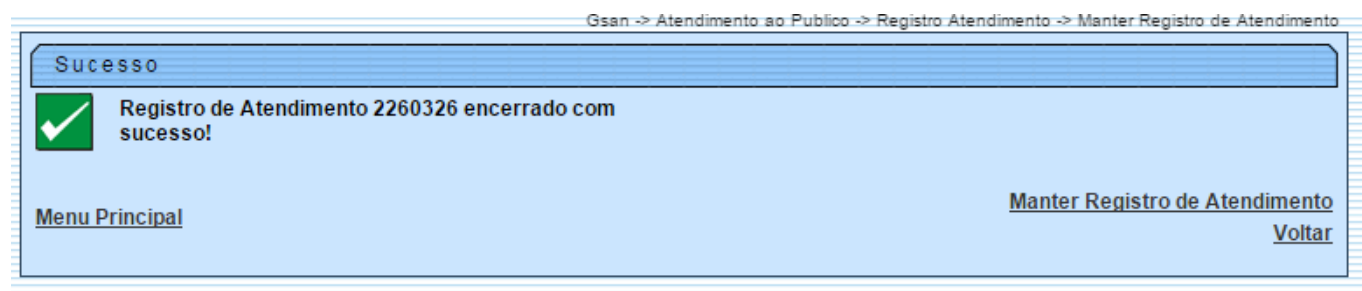 Gsan -> Atendimento ao Publico -> Registro Atendimento -> Manter Registro de Atendimento
Sucesso
Registro de Atendimento 2260326 encerrado com
sucesso!
Manter Registro de Atendimento
Menu Principal
Voltar